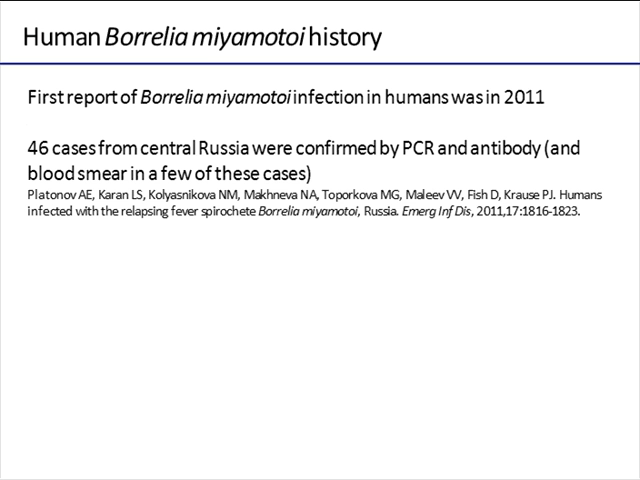 Human Borrelia miyamotoi history
First report of Borrelia miyamotoi infection in humans was in 2011
46 cases from central Russia were confirmed by PCR and antibody (and
blood smear in a few of these cases)
Platonov AE, Karan LS, Kolyasnikova NM, Makhneva NA, Toporkova MG, Maleev VV, Fish D, Krause PJ. Humans
infected with the relapsing fever spirochete Borrelia miyamotoi, Russia. Emerg Inf Dis, 2011,17:1816-1823.